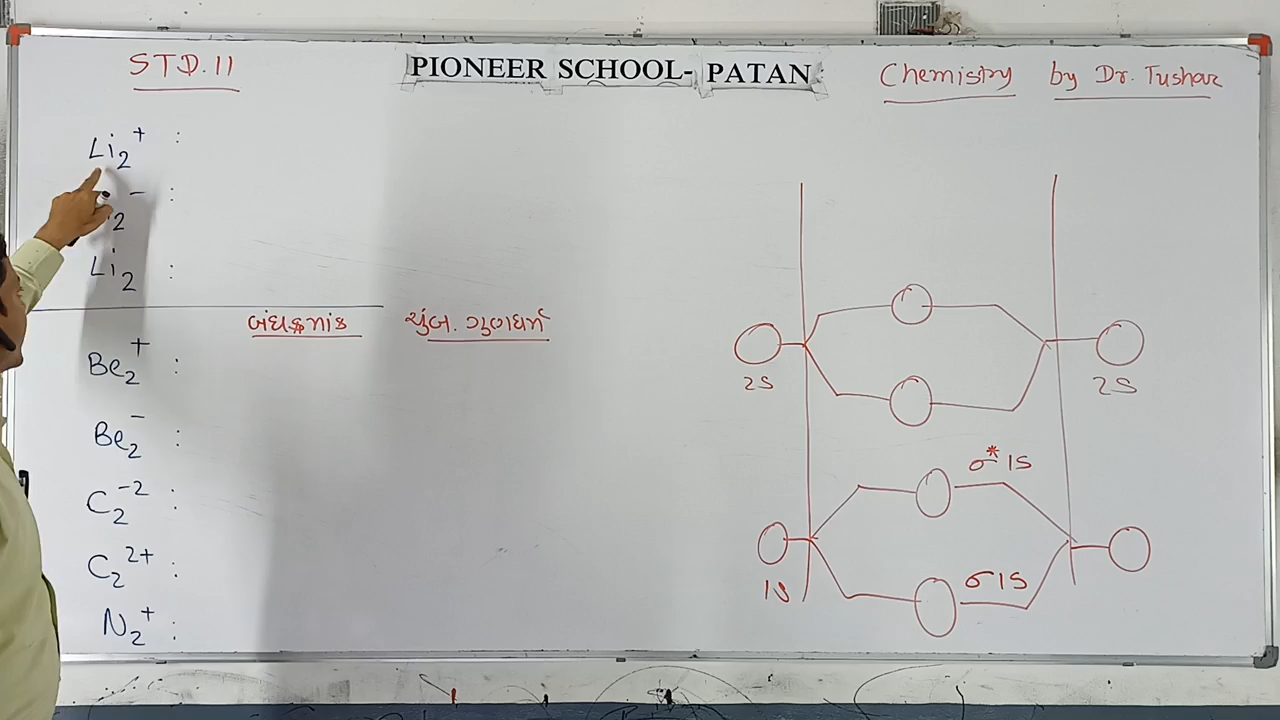 STD. 11
PIONEER SCHOOL- PATAN
Chemistry by Dr. Tushar
Li₂⁺ :
₂⁻ :
Li₂ :
બંધક્રમાંક ચુંબ. ગુણધર્મ
Be₂⁺ :
Be₂⁻ :
C₂⁻² :
C₂²⁺ :
N₂⁺ :
2S 2S
σ* 1S
σ 1S
1S